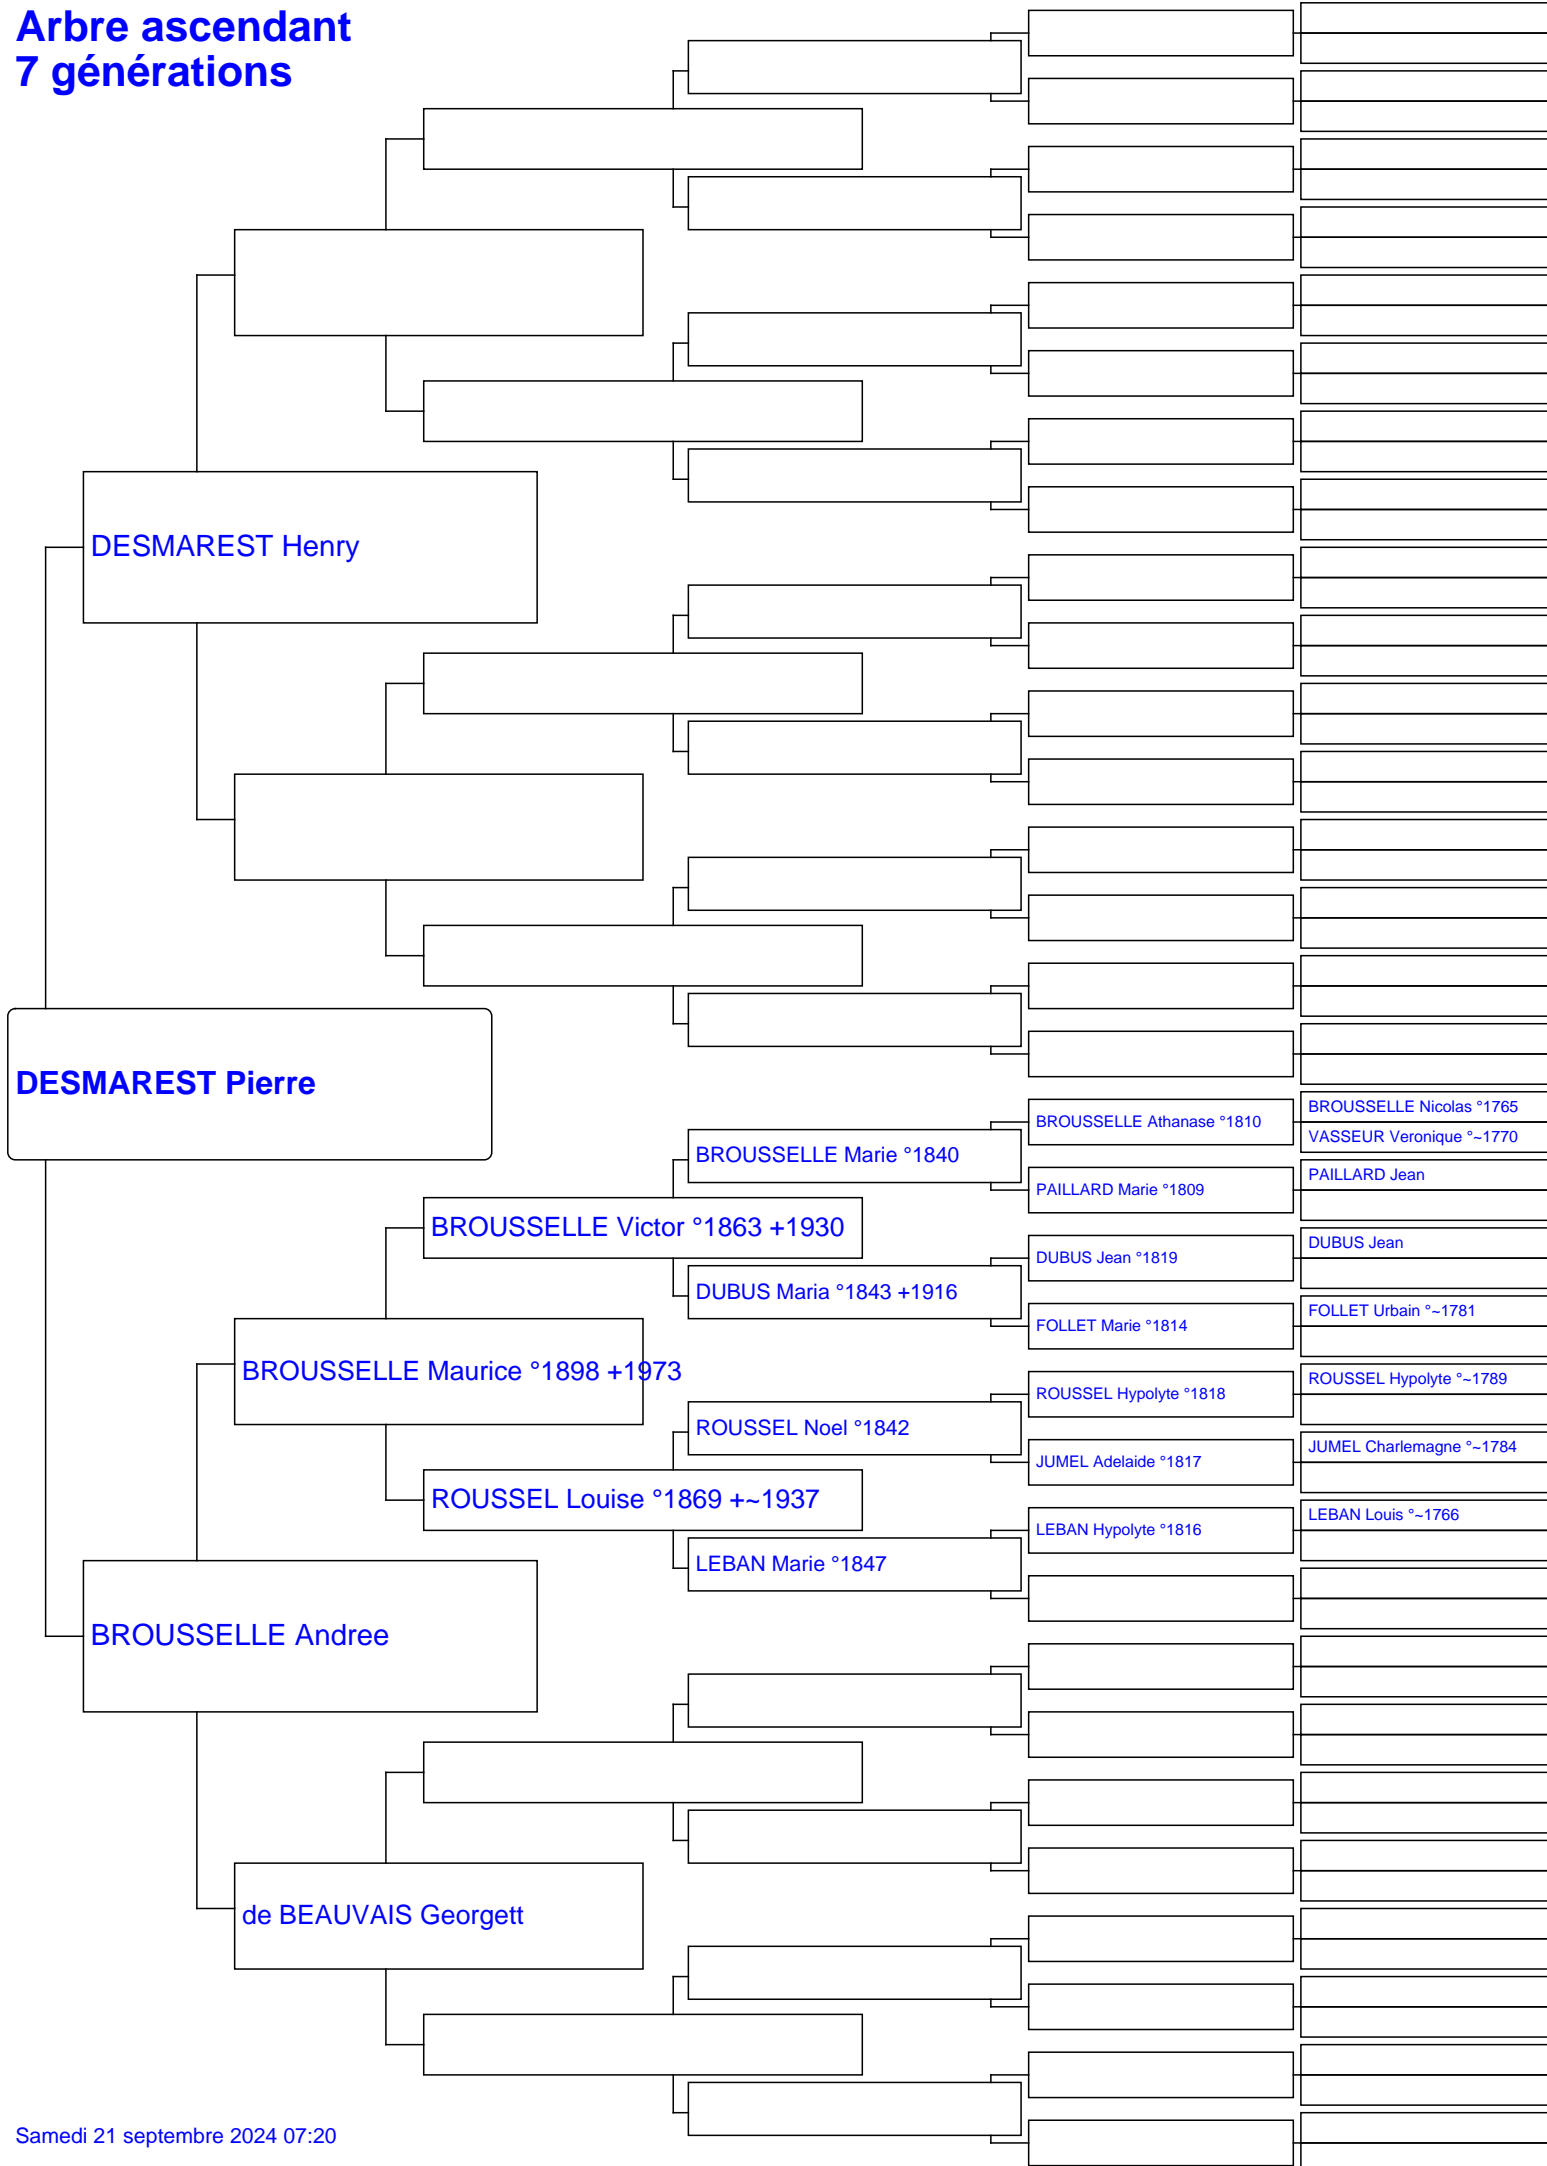 Arbre ascendant
7 générations
DESMAREST Henry
DESMAREST Pierre
BROUSSELLE Nicolas °1765
BROUSSELLE Athanase °1810
VASSEUR Veronique °~1770
BROUSSELLE Marie °1840
PAILLARD Jean
PAILLARD Marie °1809
BROUSSELLE Victor °1863 +1930
DUBUS Jean
DUBUS Jean °1819
DUBUS Maria °1843 +1916
FOLLET Urbain °~1781
FOLLET Marie °1814
BROUSSELLE Maurice °1898 +1973
ROUSSEL Hypolyte °~1789
ROUSSEL Hypolyte °1818
ROUSSEL Noel °1842
JUMEL Charlemagne °~1784
JUMEL Adelaide °1817
ROUSSEL Louise °1869 +~1937
LEBAN Louis °~1766
LEBAN Hypolyte °1816
LEBAN Marie °1847
BROUSSELLE Andree
de BEAUVAIS Georgett
Samedi 21 septembre 2024 07:20